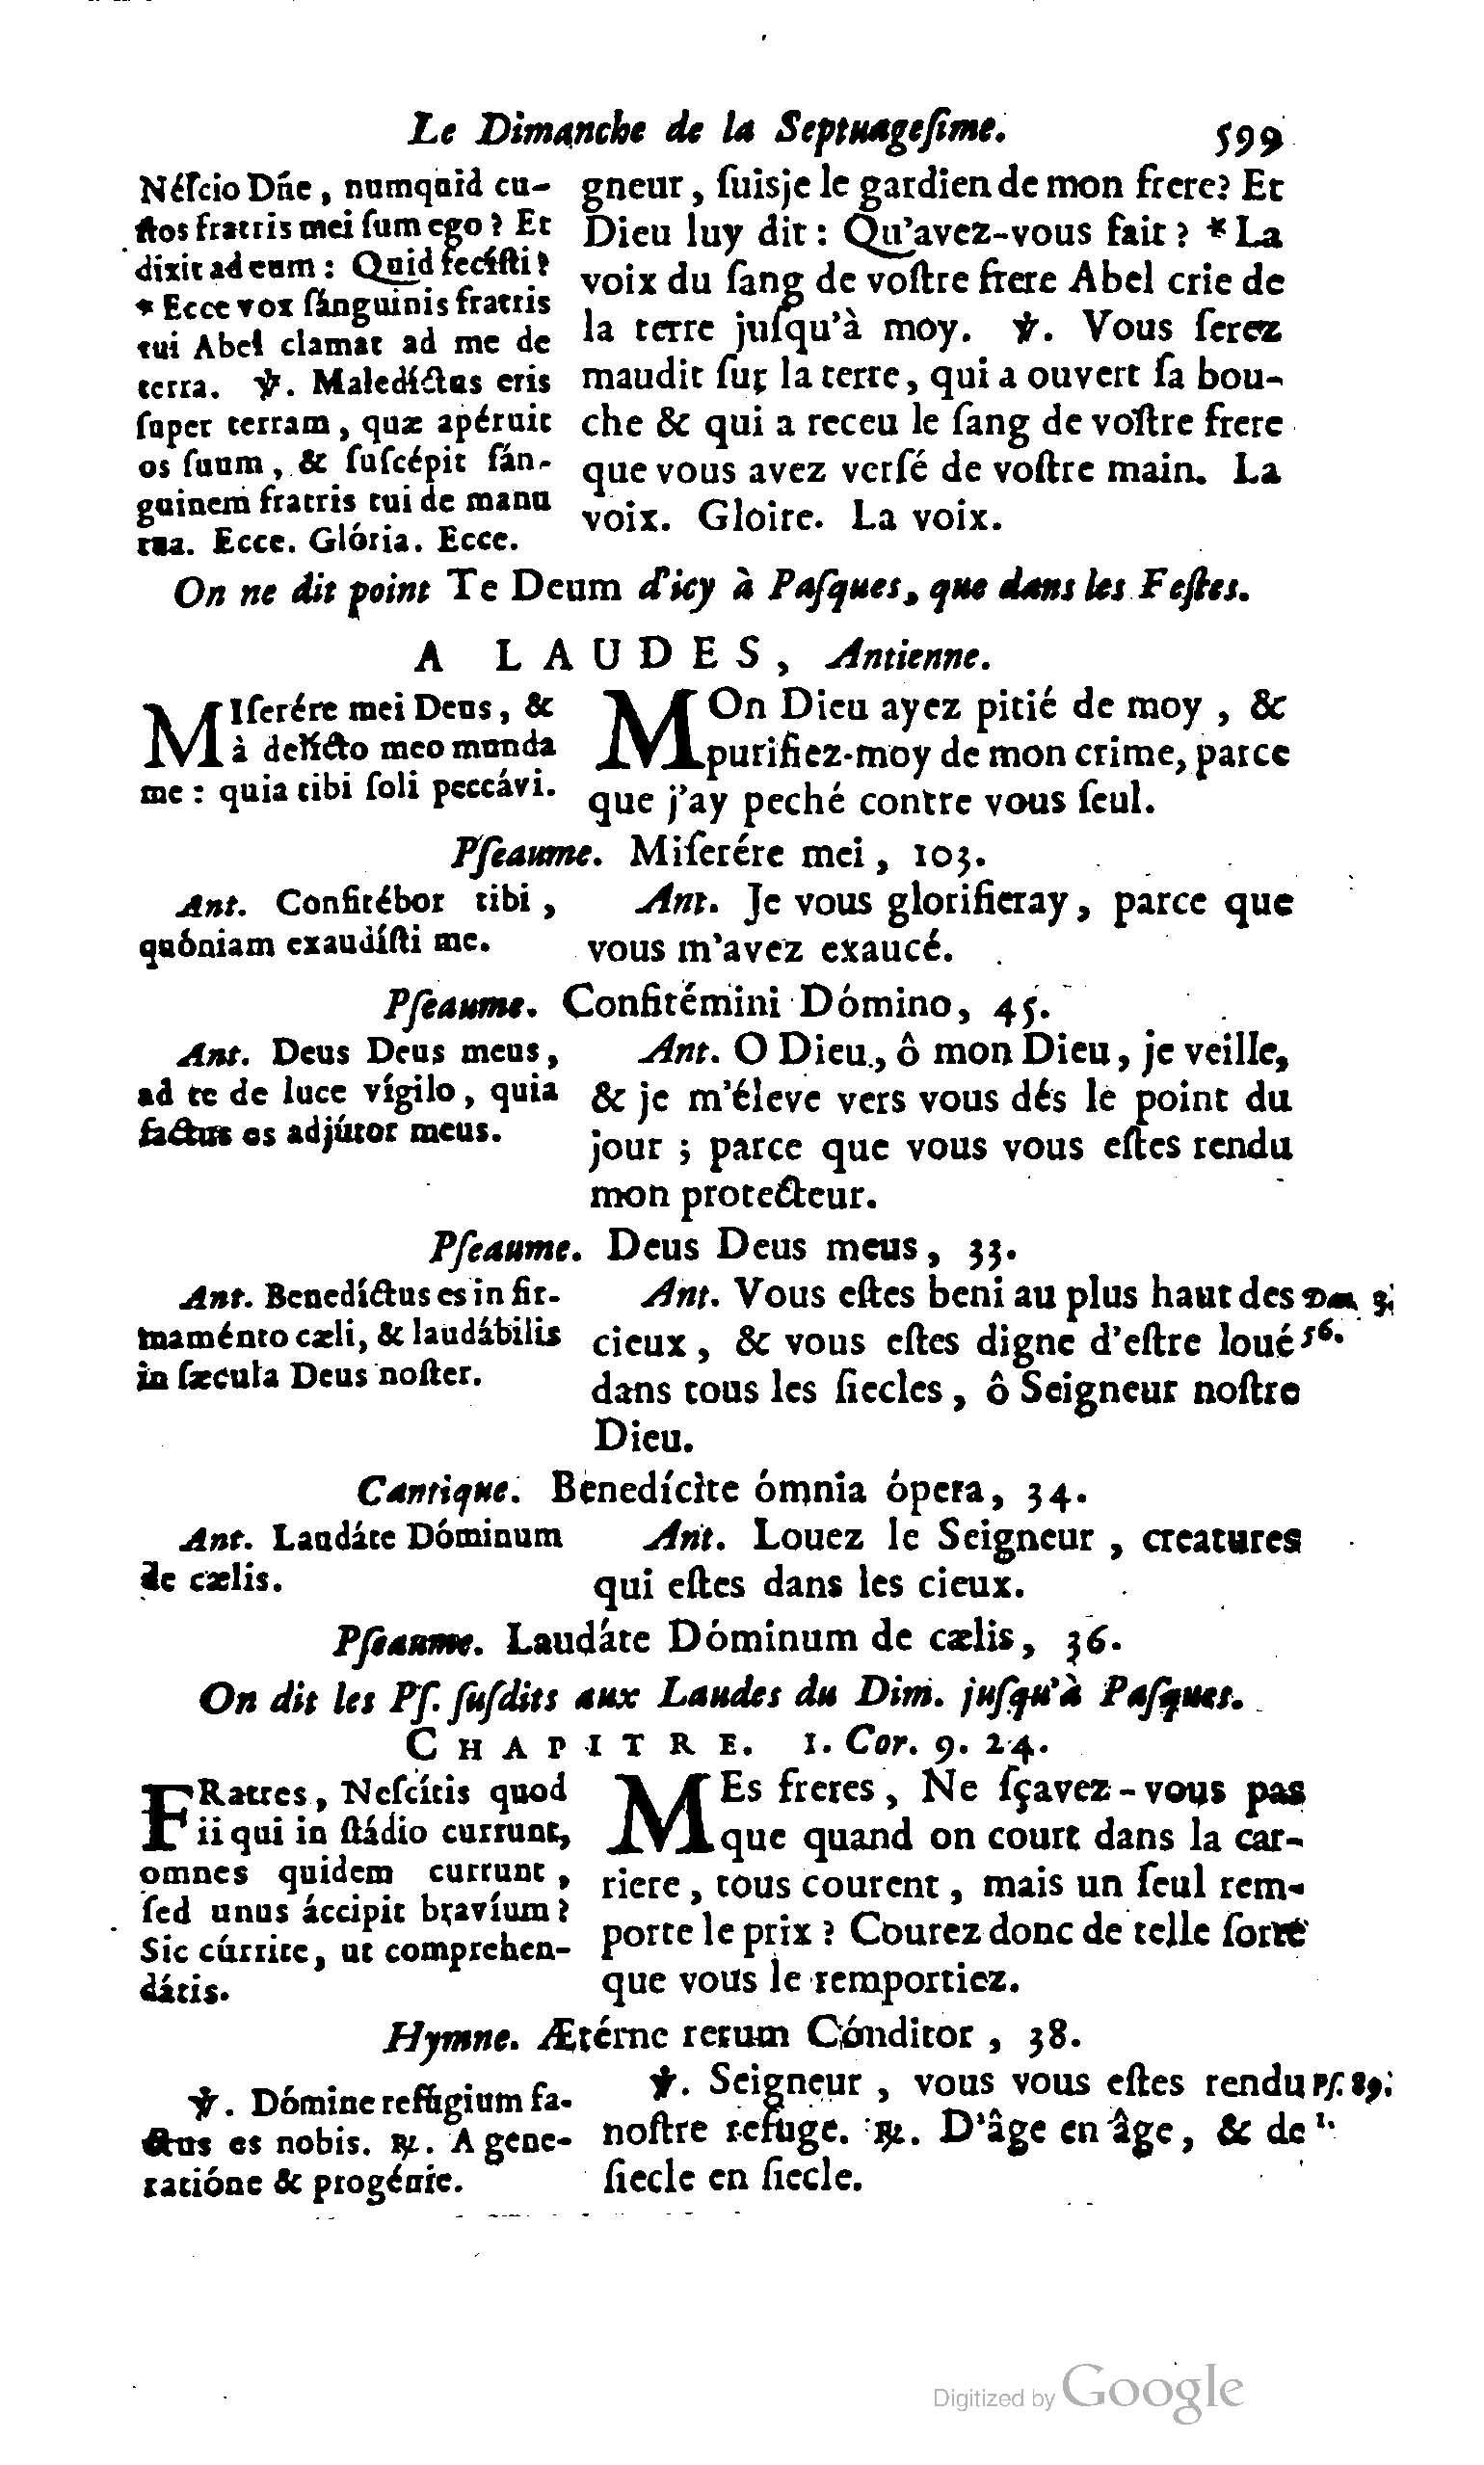 Le Dimanche de la Septuageſime. 599
Néſcio Dñe, numquid cu-
ſtos fratris mei ſum ego? Et
dixit ad eum: Quid fecíſti?
* Ecce vox ſánguinis fratris
tui Abel clamat ad me de
terra. ℣. Maledíctus eris
ſuper terram, quæ apéruit
os ſuum, & ſuſcépit ſán-
guinem fratris tui de manu
tua. Ecce. Glória. Ecce.
gneur, ſuisje le gardien de mon frere? Et
Dieu luy dit: Qu'avez-vous fait? * La
voix du ſang de voſtre frere Abel crie de
la terre juſqu'à moy. ℣. Vous ſerez
maudit ſur la terre, qui a ouvert ſa bou-
che & qui a receu le ſang de voſtre frere
que vous avez verſé de voſtre main. La
voix. Gloire. La voix.
On ne dit point Te Deum d'icy à Paſques, que dans les Feſtes.
A LAUDES, Antienne.
MIſerére mei Deus, &
à delícto meo munda
me: quia tibi ſoli peccávi.
MOn Dieu ayez pitié de moy, &
purifiez-moy de mon crime, parce
que j'ay peché contre vous ſeul.
Pſeaume. Miſerére mei, 103.
Ant. Confitébor tibi,
quóniam exaudíſti me.
Ant. Je vous glorifieray, parce que
vous m'avez exaucé.
Pſeaume. Confitémini Dómino, 45.
Ant. Deus Deus meus,
ad te de luce vígilo, quia
factus es adjútor meus.
Ant. O Dieu, ô mon Dieu, je veille,
& je m'éleve vers vous dés le point du
jour; parce que vous vous eſtes rendu
mon protecteur.
Pſeaume. Deus Deus meus, 33.
Ant. Benedíctus es in fir-
maménto cæli, & laudábilis
in ſæcula Deus noſter.
Ant. Vous eſtes beni au plus haut des
cieux, & vous eſtes digne d'eſtre loué
dans tous les ſiecles, ô Seigneur noſtre
Dieu.
Dan. 3.
56.
Cantique. Benedícite ómnia ópera, 34.
Ant. Laudáte Dóminum
de cælis.
Ant. Louez le Seigneur, creatures
qui eſtes dans les cieux.
Pſeaume. Laudáte Dóminum de cælis, 36.
On dit les Pſ. ſuſdits aux Laudes du Dim. juſqu'à Paſques.
CHAPITRE. 1. Cor. 9. 24.
FRatres, Neſcítis quod
ii qui in ſtádio currunt,
omnes quidem currunt,
ſed unus áccipit bravíum?
Sic cúrrite, ut comprehen-
dátis.
MEs freres, Ne ſçavez-vous pas
que quand on court dans la car-
riere, tous courent, mais un ſeul rem-
porte le prix? Courez donc de telle ſorte
que vous le remportiez.
Hymne. Ætérne rerum Cónditor, 38.
℣. Dómine refúgium fa-
ctus es nobis. ℟. A gene-
ratióne & progénie.
℣. Seigneur, vous vous eſtes rendu
noſtre refuge. ℟. D'âge en âge, & de
ſiecle en ſiecle.
Pſ. 89.
1.
Digitized by Google